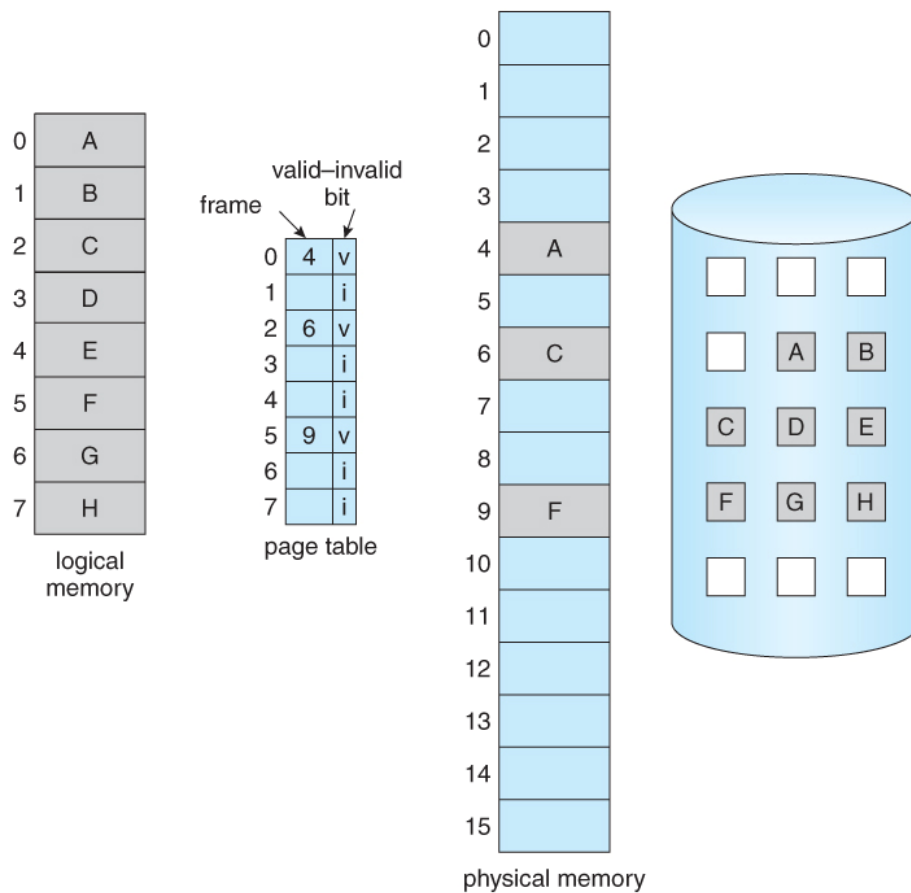 0 A
1 B
2 C
3 D
4 E
5 F
6 G
7 H
logical
memory
valid–invalid
bit
frame
0 4 v
1 i
2 6 v
3 i
4 i
5 9 v
6 i
7 i
page table
0
1
2
3
4 A
5
6 C
7
8
9 F
10
11
12
13
14
15
physical memory
A B
C D E
F G H